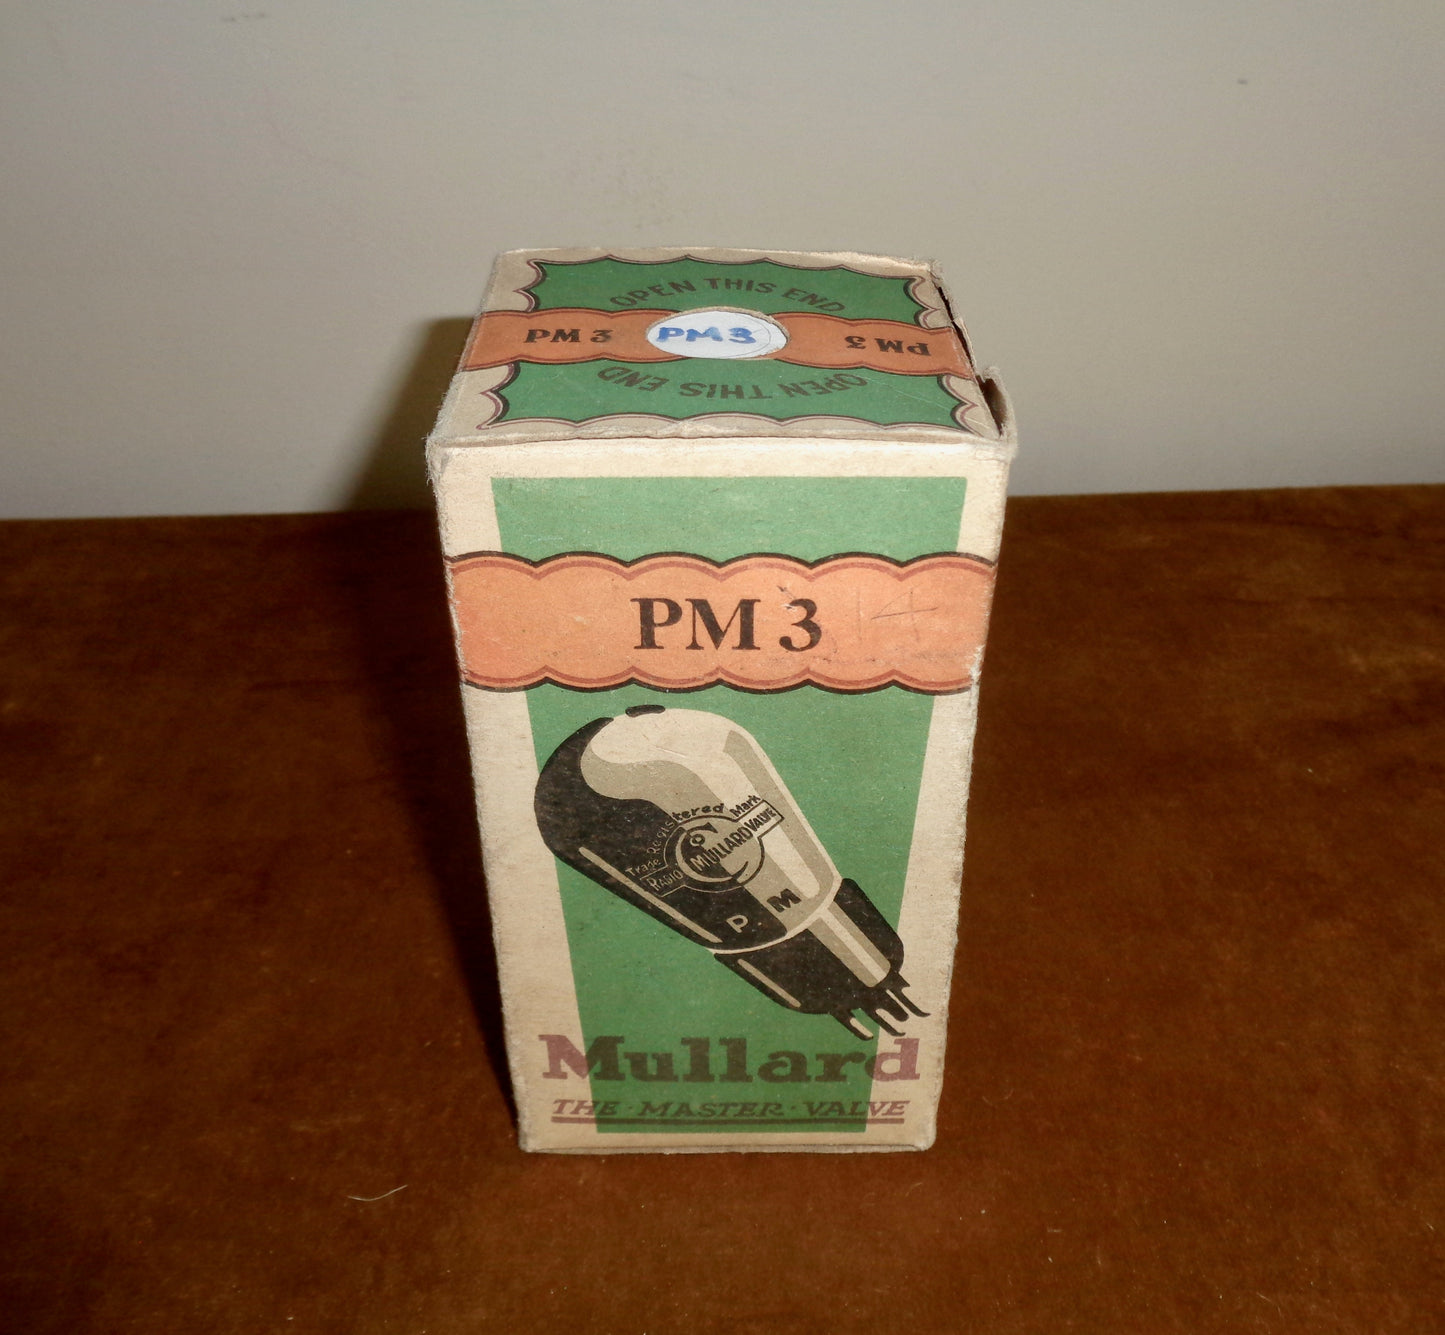 OPEN THIS END
PM 3 PM3 PM 3
OPEN THIS END
PM 3 14
Trade Registered Mark
RADIO MULLARD VALVE
P.M
Mullard
THE · MASTER · VALVE